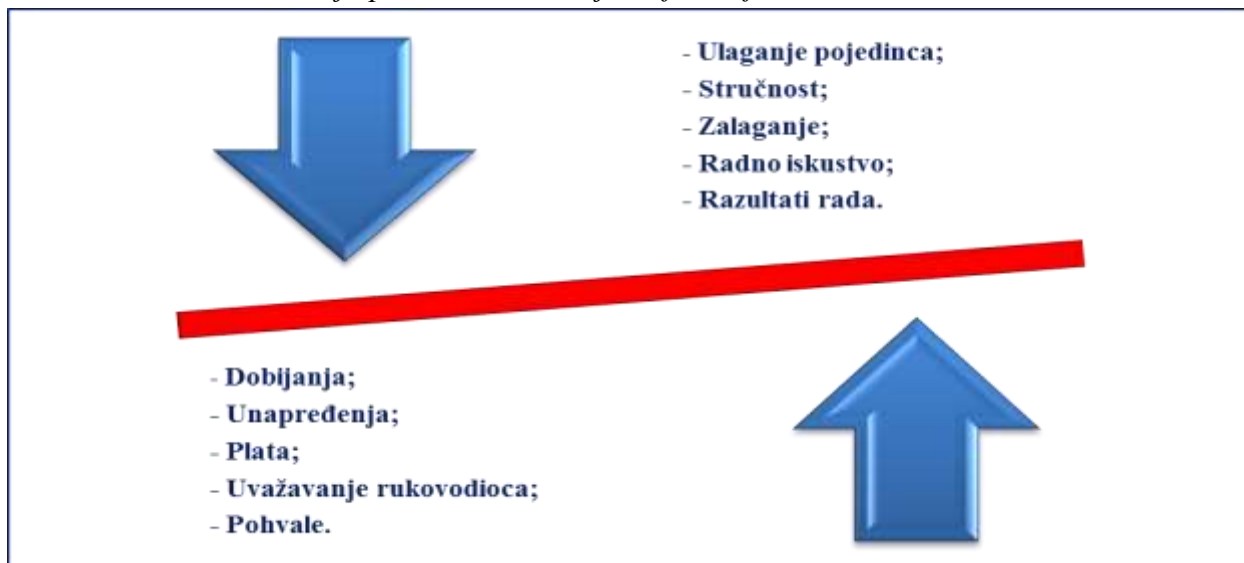 - Ulaganje pojedinca;
- Stručnost;
- Zalaganje;
- Radno iskustvo;
- Razultati rada.
- Dobijanja;
- Unapređenja;
- Plata;
- Uvažavanje rukovodioca;
- Pohvale.